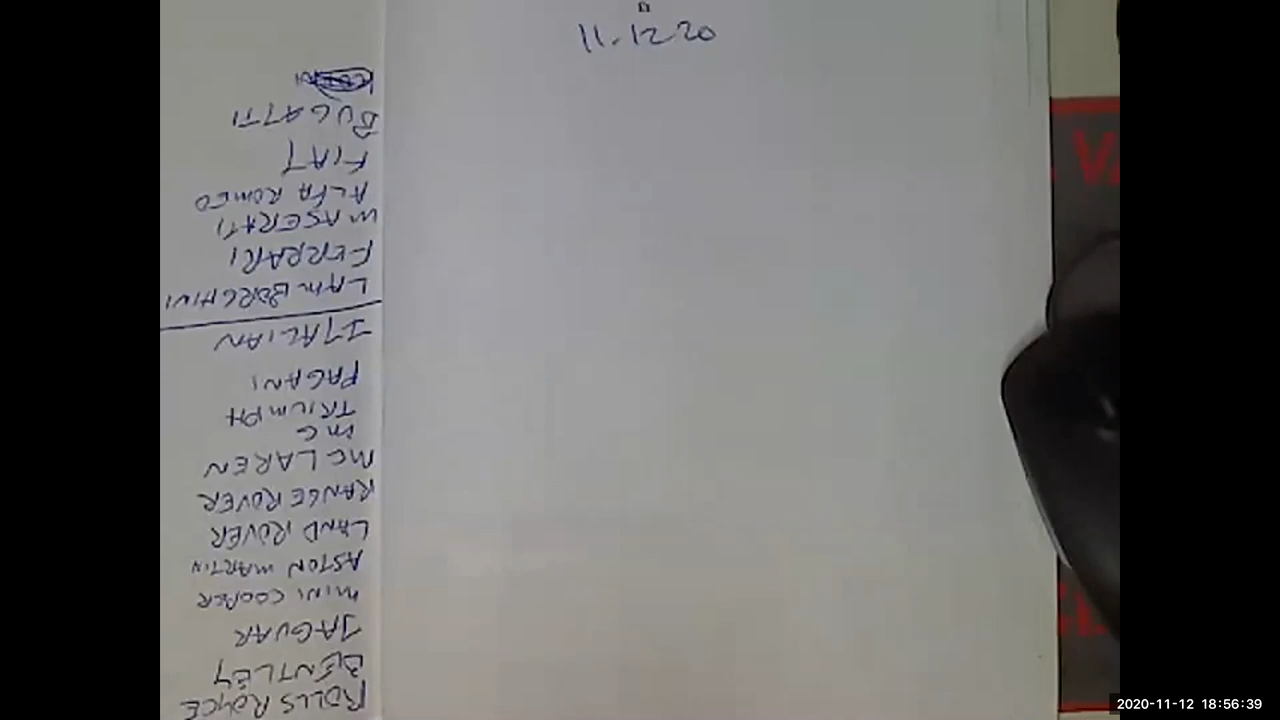 11.12 20
ROLLS ROYCE
BENTLEY
JAGUAR
MINI COOPER
ASTON MARTIN
LAND ROVER
RANGE ROVER
MCLAREN
MG
TRIUMPH
PAGANI
ITALIAN
LAMBORGHINI
FERRARI
MASERATI
ALFA ROMEO
FIAT
BUGATTI
2020-11-12 18:56:39